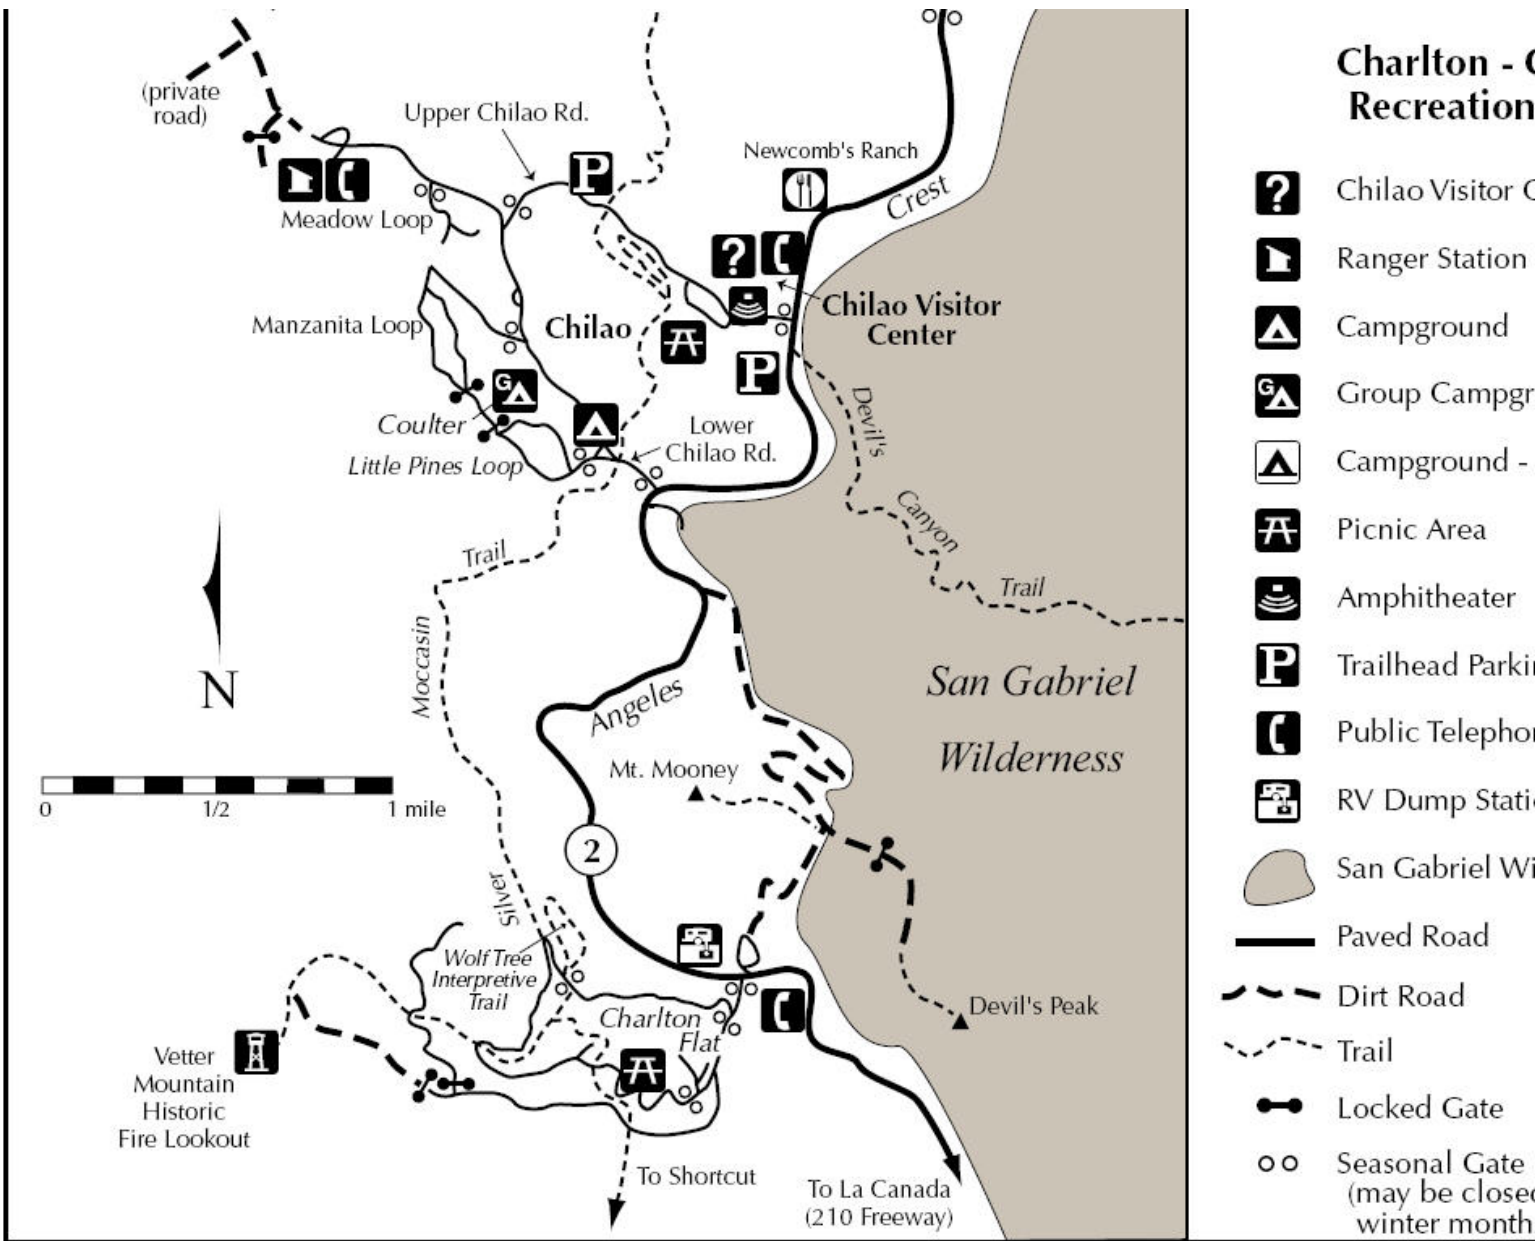 (private
road)
Upper Chilao Rd.
P
Newcomb's Ranch
Crest
Meadow Loop
?
Chilao Visitor
Center
Manzanita Loop
Chilao
P
G
Coulter
Lower
Chilao Rd.
Little Pines Loop
Devil's
Canyon
Trail
Trail
Moccasin
Silver
N
San Gabriel
Wilderness
Angeles
Mt. Mooney
0 1/2 1 mile
2
Wolf Tree
Interpretive
Trail
Charlton
Flat
Devil's Peak
Vetter
Mountain
Historic
Fire Lookout
To Shortcut
To La Canada
(210 Freeway)
Charlton -
Recreation
? Chilao Visitor
Ranger Station
Campground
G Group Campgr
Campground -
Picnic Area
Amphitheater
P Trailhead Parkin
Public Telephon
RV Dump Stati
San Gabriel Wi
Paved Road
Dirt Road
Trail
Locked Gate
Seasonal Gate
(may be closed
winter month